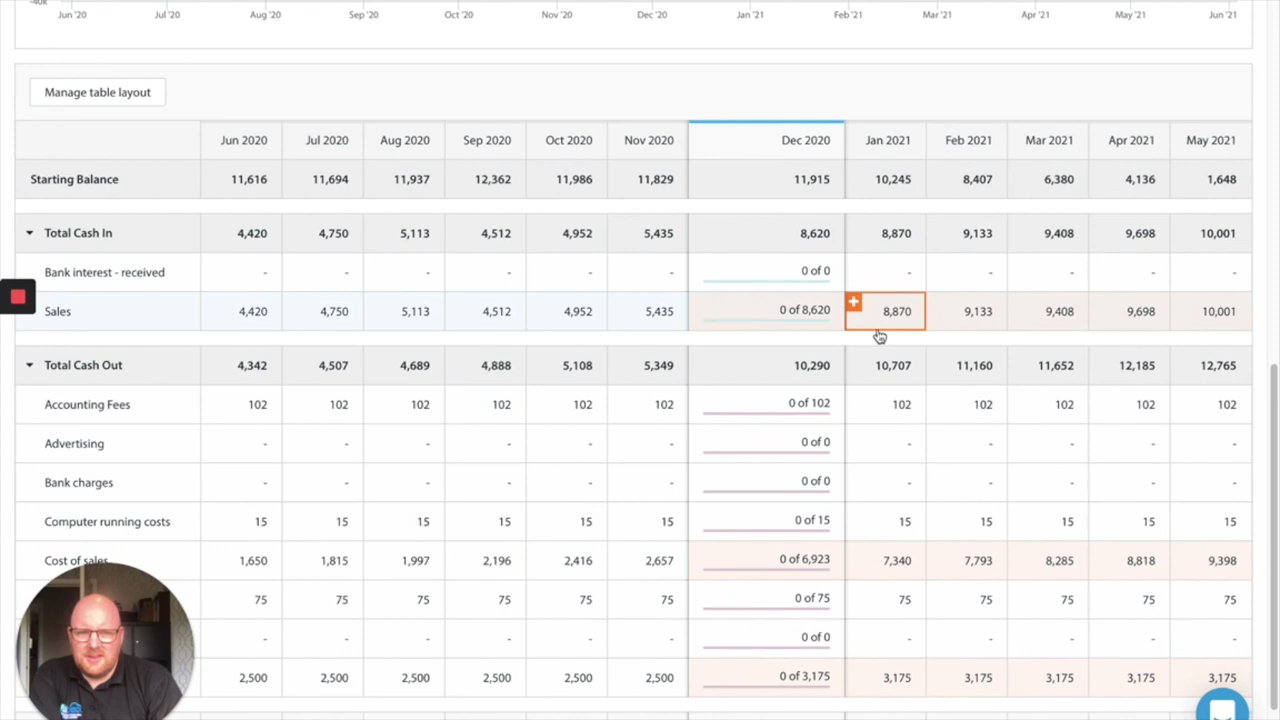 -40k
Jun '20 Jul '20 Aug '20 Sep '20 Oct '20 Nov '20 Dec '20 Jan '21 Feb '21 Mar '21 Apr '21 May '21 Jun '21
Manage table layout
Jun 2020 Jul 2020 Aug 2020 Sep 2020 Oct 2020 Nov 2020 Dec 2020 Jan 2021 Feb 2021 Mar 2021 Apr 2021 May 2021
Starting Balance 11,616 11,694 11,937 12,362 11,986 11,829 11,915 10,245 8,407 6,380 4,136 1,648
Total Cash In 4,420 4,750 5,113 4,512 4,952 5,435 8,620 8,870 9,133 9,408 9,698 10,001
Bank interest - received - - - - - - 0 of 0 - - - - -
Sales 4,420 4,750 5,113 4,512 4,952 5,435 0 of 8,620 8,870 9,133 9,408 9,698 10,001
Total Cash Out 4,342 4,507 4,689 4,888 5,108 5,349 10,290 10,707 11,160 11,652 12,185 12,765
Accounting Fees 102 102 102 102 102 102 0 of 102 102 102 102 102 102
Advertising - - - - - - 0 of 0 - - - - -
Bank charges - - - - - - 0 of 0 - - - - -
Computer running costs 15 15 15 15 15 15 0 of 15 15 15 15 15 15
Cost of sales 1,650 1,815 1,997 2,196 2,416 2,657 0 of 6,923 7,340 7,793 8,285 8,818 9,398
75 75 75 75 75 75 0 of 75 75 75 75 75 75
- - - - - - 0 of 0 - - - - -
2,500 2,500 2,500 2,500 2,500 2,500 0 of 3,175 3,175 3,175 3,175 3,175 3,175